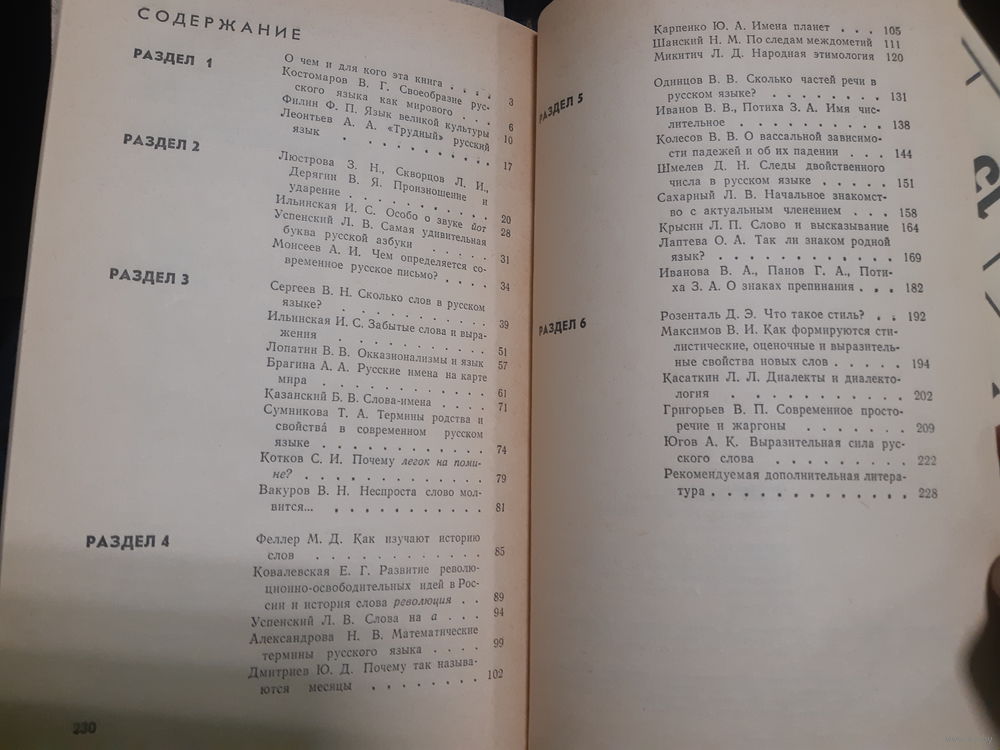 СОДЕРЖАНИЕ
РАЗДЕЛ 1
О чем и для кого эта книга . . . . 3
Костомаров В. Г. Своеобразие рус-
ского языка как мирового . . . 6
Филин Ф. П. Язык великой культуры 10
Леонтьев А. А. «Трудный» русский
язык . . . . . . . . . . 17
РАЗДЕЛ 2
Люстрова З. Н., Скворцов Л. И.,
Дерягин В. Я. Произношение и
ударение . . . . . . . . . . 20
Ильинская И. С. Особо о звуке йот 28
Успенский Л. В. Самая удивительная
буква русской азбуки . . . . . 31
Моисеев А. И. Чем определяется со-
временное русское письмо? . . . . 34
РАЗДЕЛ 3
Сергеев В. Н. Сколько слов в русском
языке? . . . . . . . . . . 39
Ильинская И. С. Забытые слова и выра-
жения . . . . . . . . . . 51
Лопатин В. В. Окказионализмы и язык 57
Брагина А. А. Русские имена на карте
мира . . . . . . . . . . 61
Казанский Б. В. Слова-имена . . . . 71
Сумникова Т. А. Термины родства и
свойства́ в современном русском
языке . . . . . . . . . . 74
Котков С. И. Почему легок на поми-
не? . . . . . . . . . . . 79
Вакуров В. Н. Неспроста слово мол-
вится... . . . . . . . . . 81
РАЗДЕЛ 4
Феллер М. Д. Как изучают историю
слов . . . . . . . . . . . 85
Ковалевская Е. Г. Развитие револю-
ционно-освободительных идей в Рос-
сии и история слова революция . . 89
Успенский Л. В. Слова на а . . . . 94
Александрова Н. В. Математические
термины русского языка . . . . 99
Дмитриев Ю. Д. Почему так называ-
ются месяцы . . . . . . . 102
230
Карпенко Ю. А. Имена планет . . . 105
Шанский Н. М. По следам междометий 111
Микитич Л. Д. Народная этимология 120
РАЗДЕЛ 5
Одинцов В. В. Сколько частей речи в
русском языке? . . . . . . . . 131
Иванов В. В., Потиха З. А. Имя чис-
лительное . . . . . . . . . . 138
Колесов В. В. О вассальной зависимо-
сти падежей и об их падении . . . 144
Шмелев Д. Н. Следы двойственного
числа в русском языке . . . . . 151
Сахарный Л. В. Начальное знакомст-
во с актуальным членением . . . 158
Крысин Л. П. Слово и высказывание 164
Лаптева О. А. Так ли знаком родной
язык? . . . . . . . . . . . 169
Иванова В. А., Панов Г. А., Поти-
ха З. А. О знаках препинания . . . 182
РАЗДЕЛ 6
Розенталь Д. Э. Что такое стиль? . . 192
Максимов В. И. Как формируются сти-
листические, оценочные и выразитель-
ные свойства новых слов . . . . . 194
Касаткин Л. Л. Диалекты и диалекто-
логия . . . . . . . . . . . 202
Григорьев В. П. Современное просто-
речие и жаргоны . . . . . . . 209
Югов А. К. Выразительная сила рус-
ского слова . . . . . . . . . 222
Рекомендуемая дополнительная литера-
тура . . . . . . . . . . . . 228